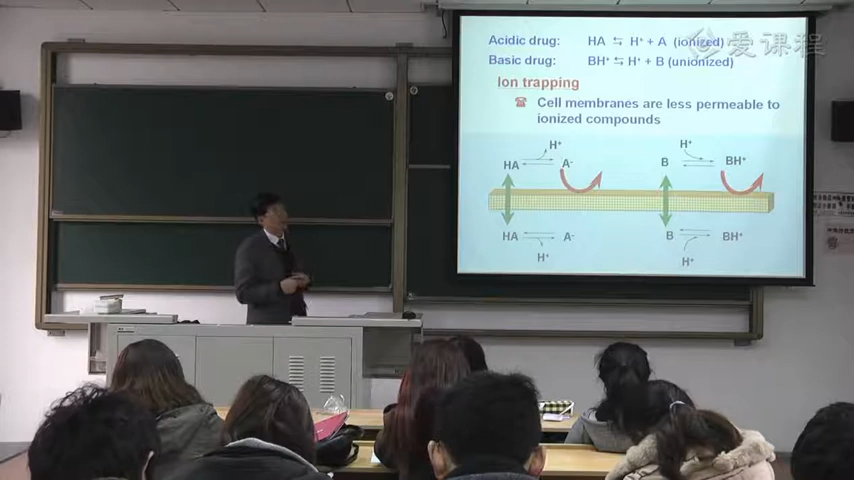 Acidic drug: HA ⇆ H⁺ + A (ionized)
Basic drug: BH⁺ ⇆ H⁺ + B (unionized)
爱课程
Ion trapping
☎ Cell membranes are less permeable to
ionized compounds
H⁺ H⁺
HA A⁻ B BH⁺
HA A⁻ B BH⁺
H⁺ H⁺